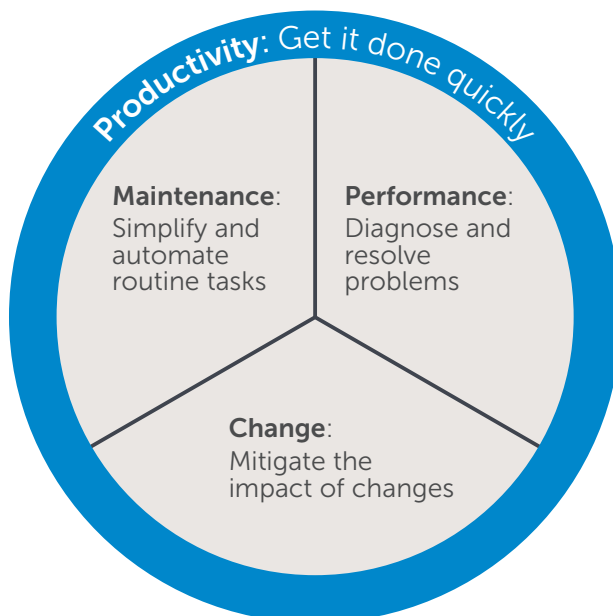 Productivity: Get it done quickly
Maintenance:
Simplify and
automate
routine tasks
Performance:
Diagnose and
resolve
problems
Change:
Mitigate the
impact of changes